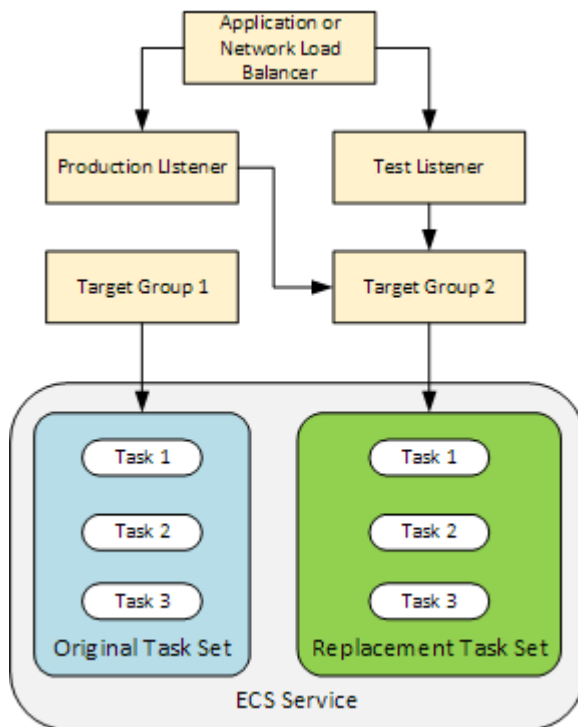 Application or
Network Load
Balancer
Production Listener
Test Listener
Target Group 1
Target Group 2
Task 1
Task 1
Task 2
Task 2
Task 3
Task 3
Original Task Set
Replacement Task Set
ECS Service